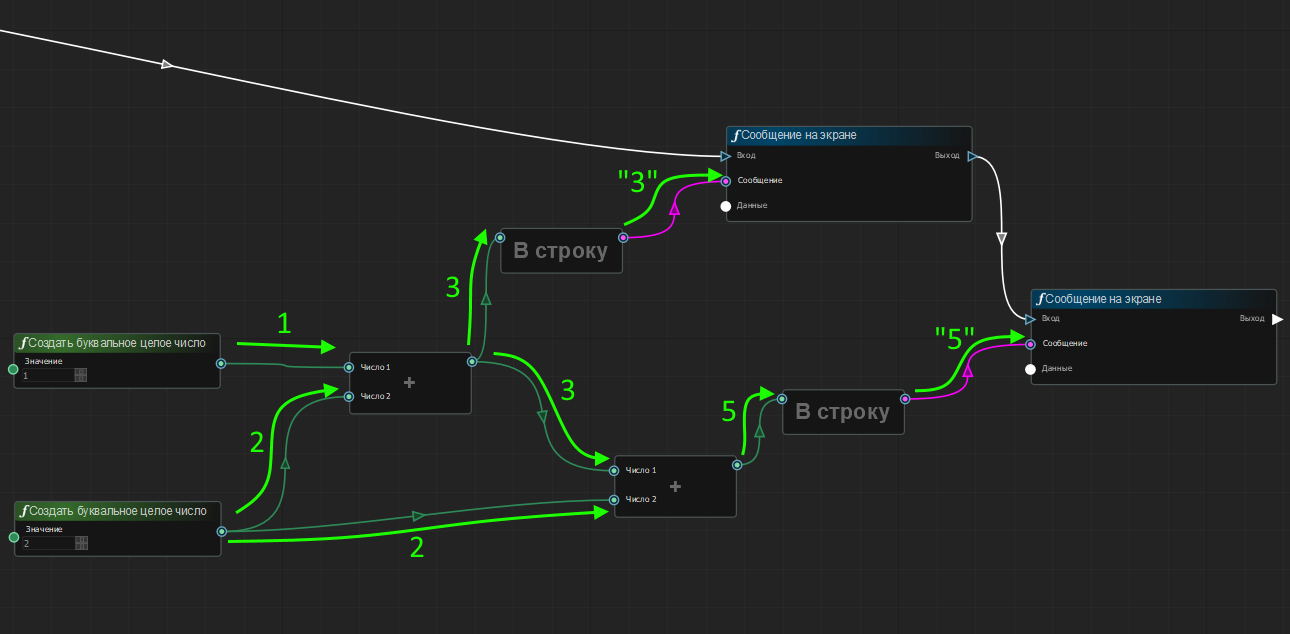 ƒ Сообщение на экране
Вход
Выход
"3"
Сообщение
Данные
В строку
3
ƒ Сообщение на экране
Вход
Выход
1
"5"
Сообщение
ƒ Создать буквальное целое число
Значение
1
Число 1
+
Число 2
3
Данные
5
В строку
2
Число 1
+
Число 2
ƒ Создать буквальное целое число
Значение
2
2